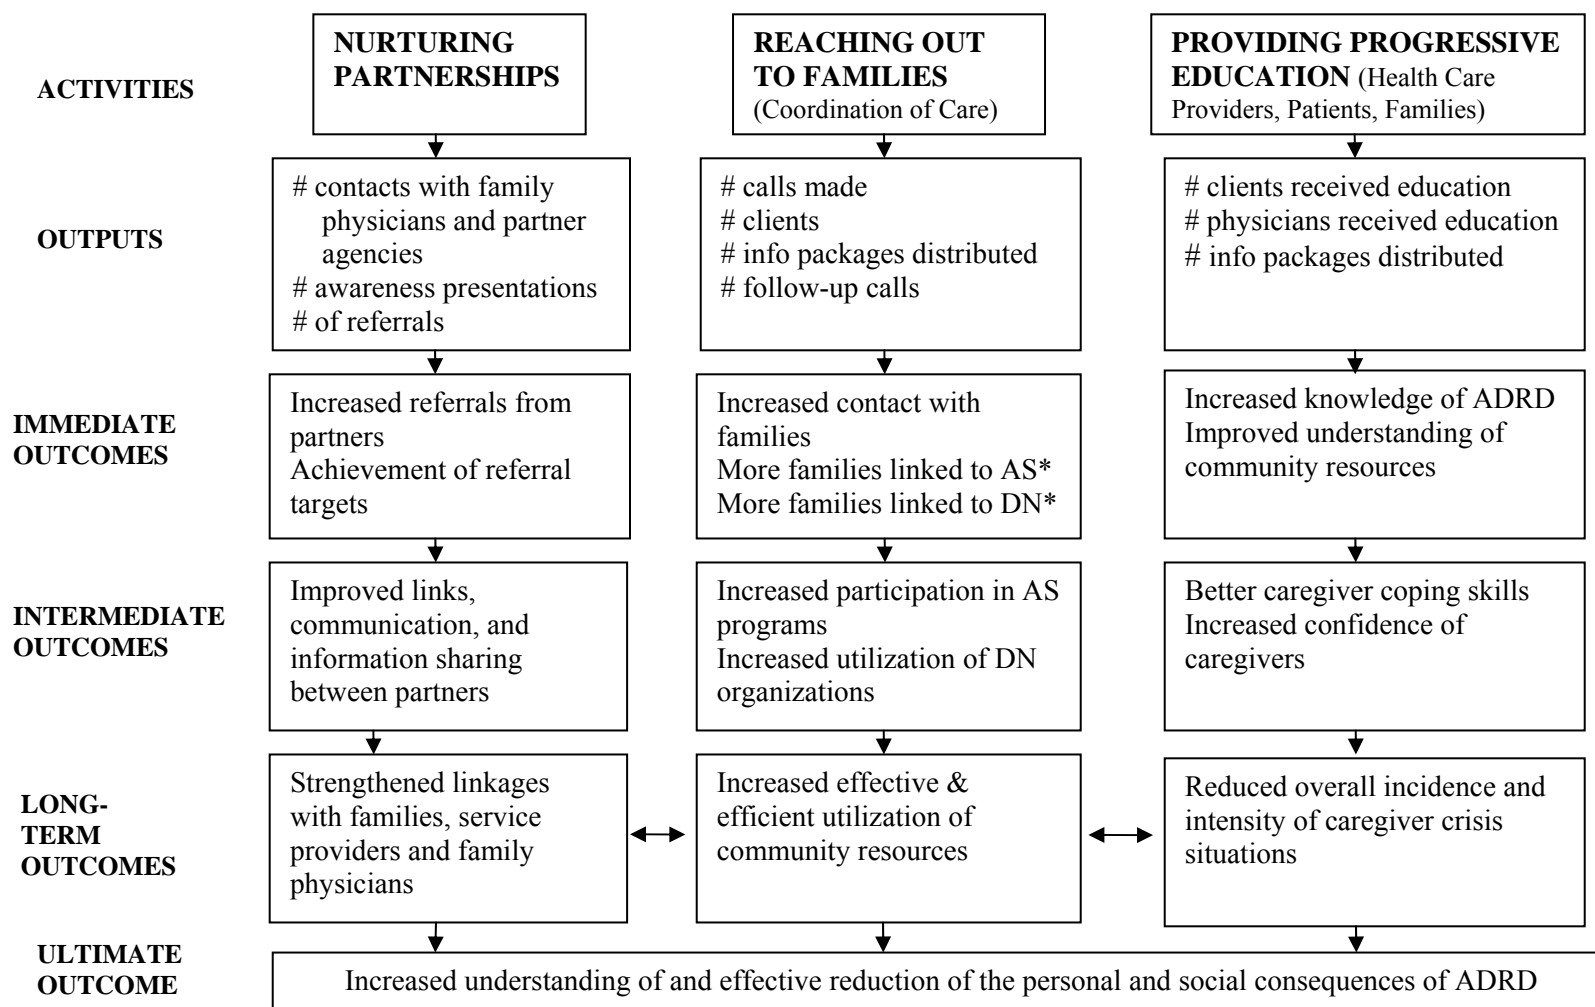 ACTIVITIES
NURTURING
PARTNERSHIPS
REACHING OUT
TO FAMILIES
(Coordination of Care)
PROVIDING PROGRESSIVE
EDUCATION (Health Care
Providers, Patients, Families)
OUTPUTS
# contacts with family
physicians and partner
agencies
# awareness presentations
# of referrals
# calls made
# clients
# info packages distributed
# follow-up calls
# clients received education
# physicians received education
# info packages distributed
IMMEDIATE
OUTCOMES
Increased referrals from
partners
Achievement of referral
targets
Increased contact with
families
More families linked to AS*
More families linked to DN*
Increased knowledge of ADRD
Improved understanding of
community resources
INTERMEDIATE
OUTCOMES
Improved links,
communication, and
information sharing
between partners
Increased participation in AS
programs
Increased utilization of DN
organizations
Better caregiver coping skills
Increased confidence of
caregivers
LONG-
TERM
OUTCOMES
Strengthened linkages
with families, service
providers and family
physicians
Increased effective &
efficient utilization of
community resources
Reduced overall incidence and
intensity of caregiver crisis
situations
ULTIMATE
OUTCOME
Increased understanding of and effective reduction of the personal and social consequences of ADRD